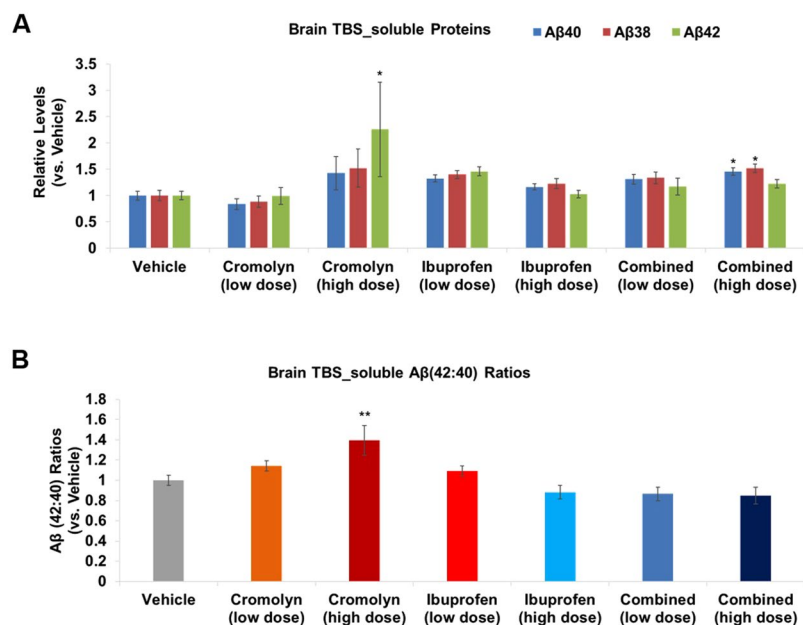 A
Brain TBS_soluble Proteins
Aβ40 Aβ38 Aβ42
Relative Levels
(vs. Vehicle)
3.5
3
2.5
2
1.5
1
0.5
0
*
* *
Vehicle Cromolyn Cromolyn Ibuprofen Ibuprofen Combined Combined
(low dose) (high dose) (low dose) (high dose) (low dose) (high dose)
B
Brain TBS_soluble Aβ(42:40) Ratios
Aβ (42:40) Ratios
(vs. Vehicle)
1.8
1.6
1.4
1.2
1
0.8
0.6
0.4
0.2
0
**
Vehicle Cromolyn Cromolyn Ibuprofen Ibuprofen Combined Combined
(low dose) (high dose) (low dose) (high dose) (low dose) (high dose)